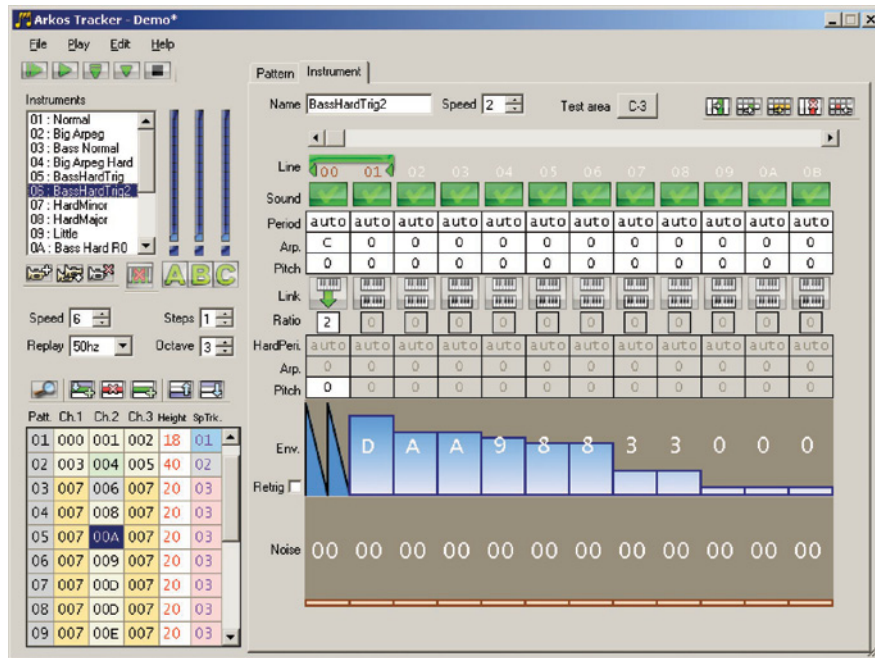 Arkos Tracker - Demo*
File Play Edit Help
Pattern Instrument
Instruments
01 : Normal
02 : Big Arpeg
03 : Bass Normal
04 : Big Arpeg Hard
05 : BassHardTrig
06 : BassHardTrig2
07 : HardMinor
08 : HardMajor
09 : Little
0A : Bass Hard R0
A B C
Speed 6 Steps 1
Replay 50hz Octave 3
Patt. Ch.1 Ch.2 Ch.3 Height SpTrk.
01 000 001 002 18 01
02 003 004 005 40 02
03 007 006 007 20 03
04 007 008 007 20 03
05 007 00A 007 20 03
06 007 009 007 20 03
07 007 00D 007 20 03
08 007 00D 007 20 03
09 007 00E 007 20 03
Name BassHardTrig2 Speed 2 Test area C-3
Line 00 01 02 03 04 05 06 07 08 09 0A 0B
Sound
Period auto auto auto auto auto auto auto auto auto auto auto auto
Arp. C 0 0 0 0 0 0 0 0 0 0 0
Pitch 0 0 0 0 0 0 0 0 0 0 0 0
Link
Ratio 2 0 0 0 0 0 0 0 0 0 0 0
HardPeri. auto auto auto auto auto auto auto auto auto auto auto auto
Arp. 0 0 0 0 0 0 0 0 0 0 0 0
Pitch 0 0 0 0 0 0 0 0 0 0 0 0
Env. D A A 9 8 8 3 3 0 0 0
Retrig
Noise 00 00 00 00 00 00 00 00 00 00 00 00